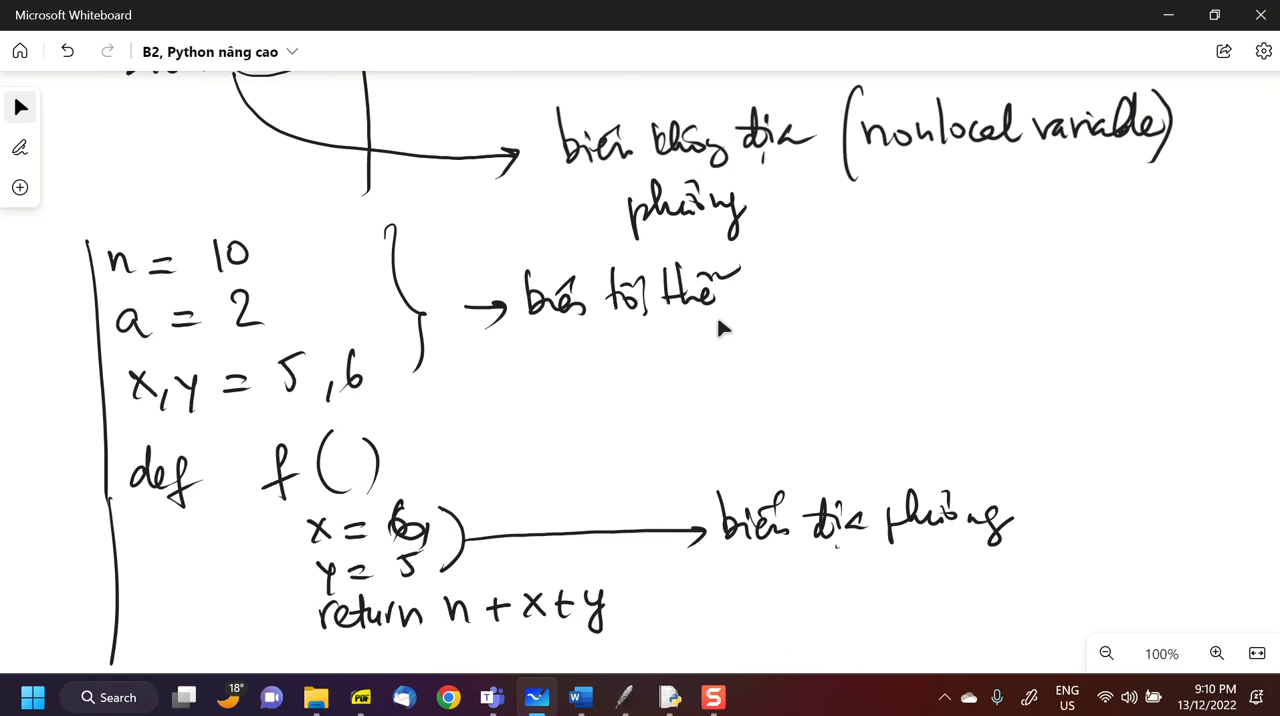 Microsoft Whiteboard
B2, Python nâng cao
biến không địa (nonlocal variable)
phương
n = 10
a = 2
x, y = 5, 6
→ biến tổng thể
def f()
x =
y = 5
biến địa phương
return n + x + y
100%
Search
18°
PDF
ENG
US
9:10 PM
13/12/2022